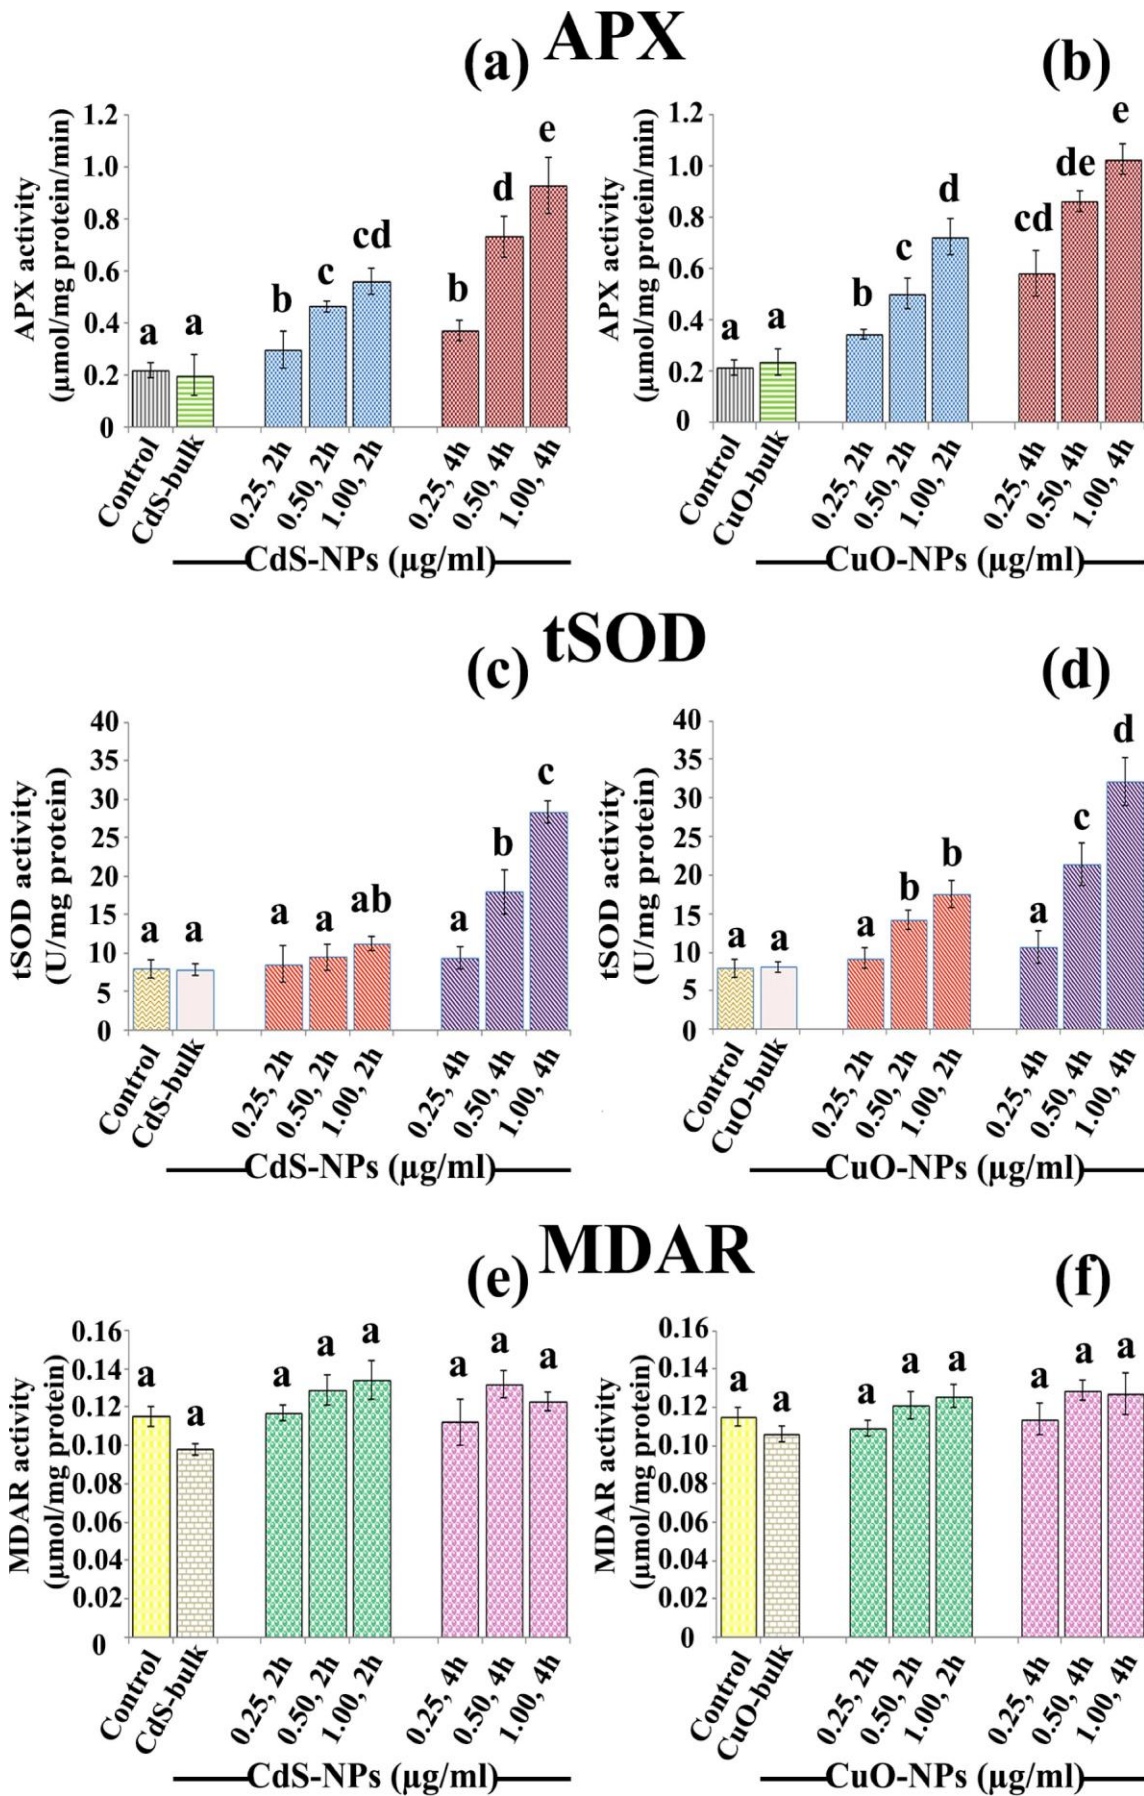 APX
(a)
(b)
APX activity
(μmol/mg protein/min)
1.2
1.0
0.8
0.6
0.4
0.2
0
a
a
b
c
cd
b
d
e
Control
CdS-bulk
0.25, 2h
0.50, 2h
1.00, 2h
0.25, 4h
0.50, 4h
1.00, 4h
CdS-NPs (μg/ml)
APX activity
(μmol/mg protein/min)
1.2
1.0
0.8
0.6
0.4
0.2
0
a
a
b
c
d
cd
de
e
Control
CuO-bulk
0.25, 2h
0.50, 2h
1.00, 2h
0.25, 4h
0.50, 4h
1.00, 4h
CuO-NPs (μg/ml)
tSOD
(c)
(d)
tSOD activity
(U/mg protein)
40
35
30
25
20
15
10
5
0
a
a
a
a
ab
a
b
c
Control
CdS-bulk
0.25, 2h
0.50, 2h
1.00, 2h
0.25, 4h
0.50, 4h
1.00, 4h
CdS-NPs (μg/ml)
tSOD activity
(U/mg protein)
40
35
30
25
20
15
10
5
0
a
a
a
b
b
a
c
d
Control
CuO-bulk
0.25, 2h
0.50, 2h
1.00, 2h
0.25, 4h
0.50, 4h
1.00, 4h
CuO-NPs (μg/ml)
MDAR
(e)
(f)
MDAR activity
(μmol/mg protein)
0.16
0.14
0.12
0.10
0.08
0.06
0.04
0.02
0
a
a
a
a
a
a
a
a
Control
CdS-bulk
0.25, 2h
0.50, 2h
1.00, 2h
0.25, 4h
0.50, 4h
1.00, 4h
CdS-NPs (μg/ml)
MDAR activity
(μmol/mg protein)
0.16
0.14
0.12
0.10
0.08
0.06
0.04
0.02
0
a
a
a
a
a
a
a
a
Control
CuO-bulk
0.25, 2h
0.50, 2h
1.00, 2h
0.25, 4h
0.50, 4h
1.00, 4h
CuO-NPs (μg/ml)